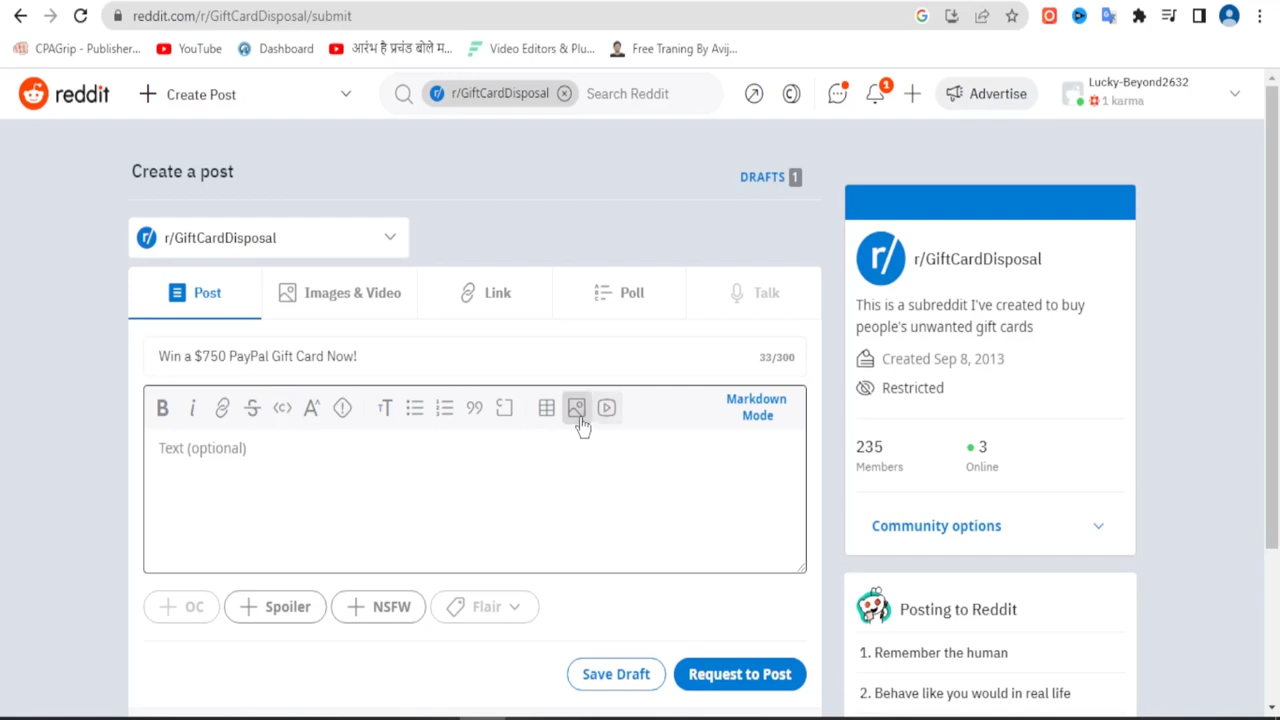 reddit.com/r/GiftCardDisposal/submit
CPAGrip - Publisher...
YouTube
Dashboard
आरंभ है प्रचंड बोले म...
Video Editors & Plu...
Free Traning By Avij...
reddit
Create Post
r/GiftCardDisposal
Search Reddit
1
Advertise
Lucky-Beyond2632
1 karma
Create a post
DRAFTS 1
r/GiftCardDisposal
Post
Images & Video
Link
Poll
Talk
Win a $750 PayPal Gift Card Now!
33/300
Markdown
Mode
Text (optional)
OC
Spoiler
NSFW
Flair
Save Draft
Request to Post
r/GiftCardDisposal
This is a subreddit I've created to buy
people's unwanted gift cards
Created Sep 8, 2013
Restricted
235
3
Members
Online
Community options
Posting to Reddit
1. Remember the human
2. Behave like you would in real life